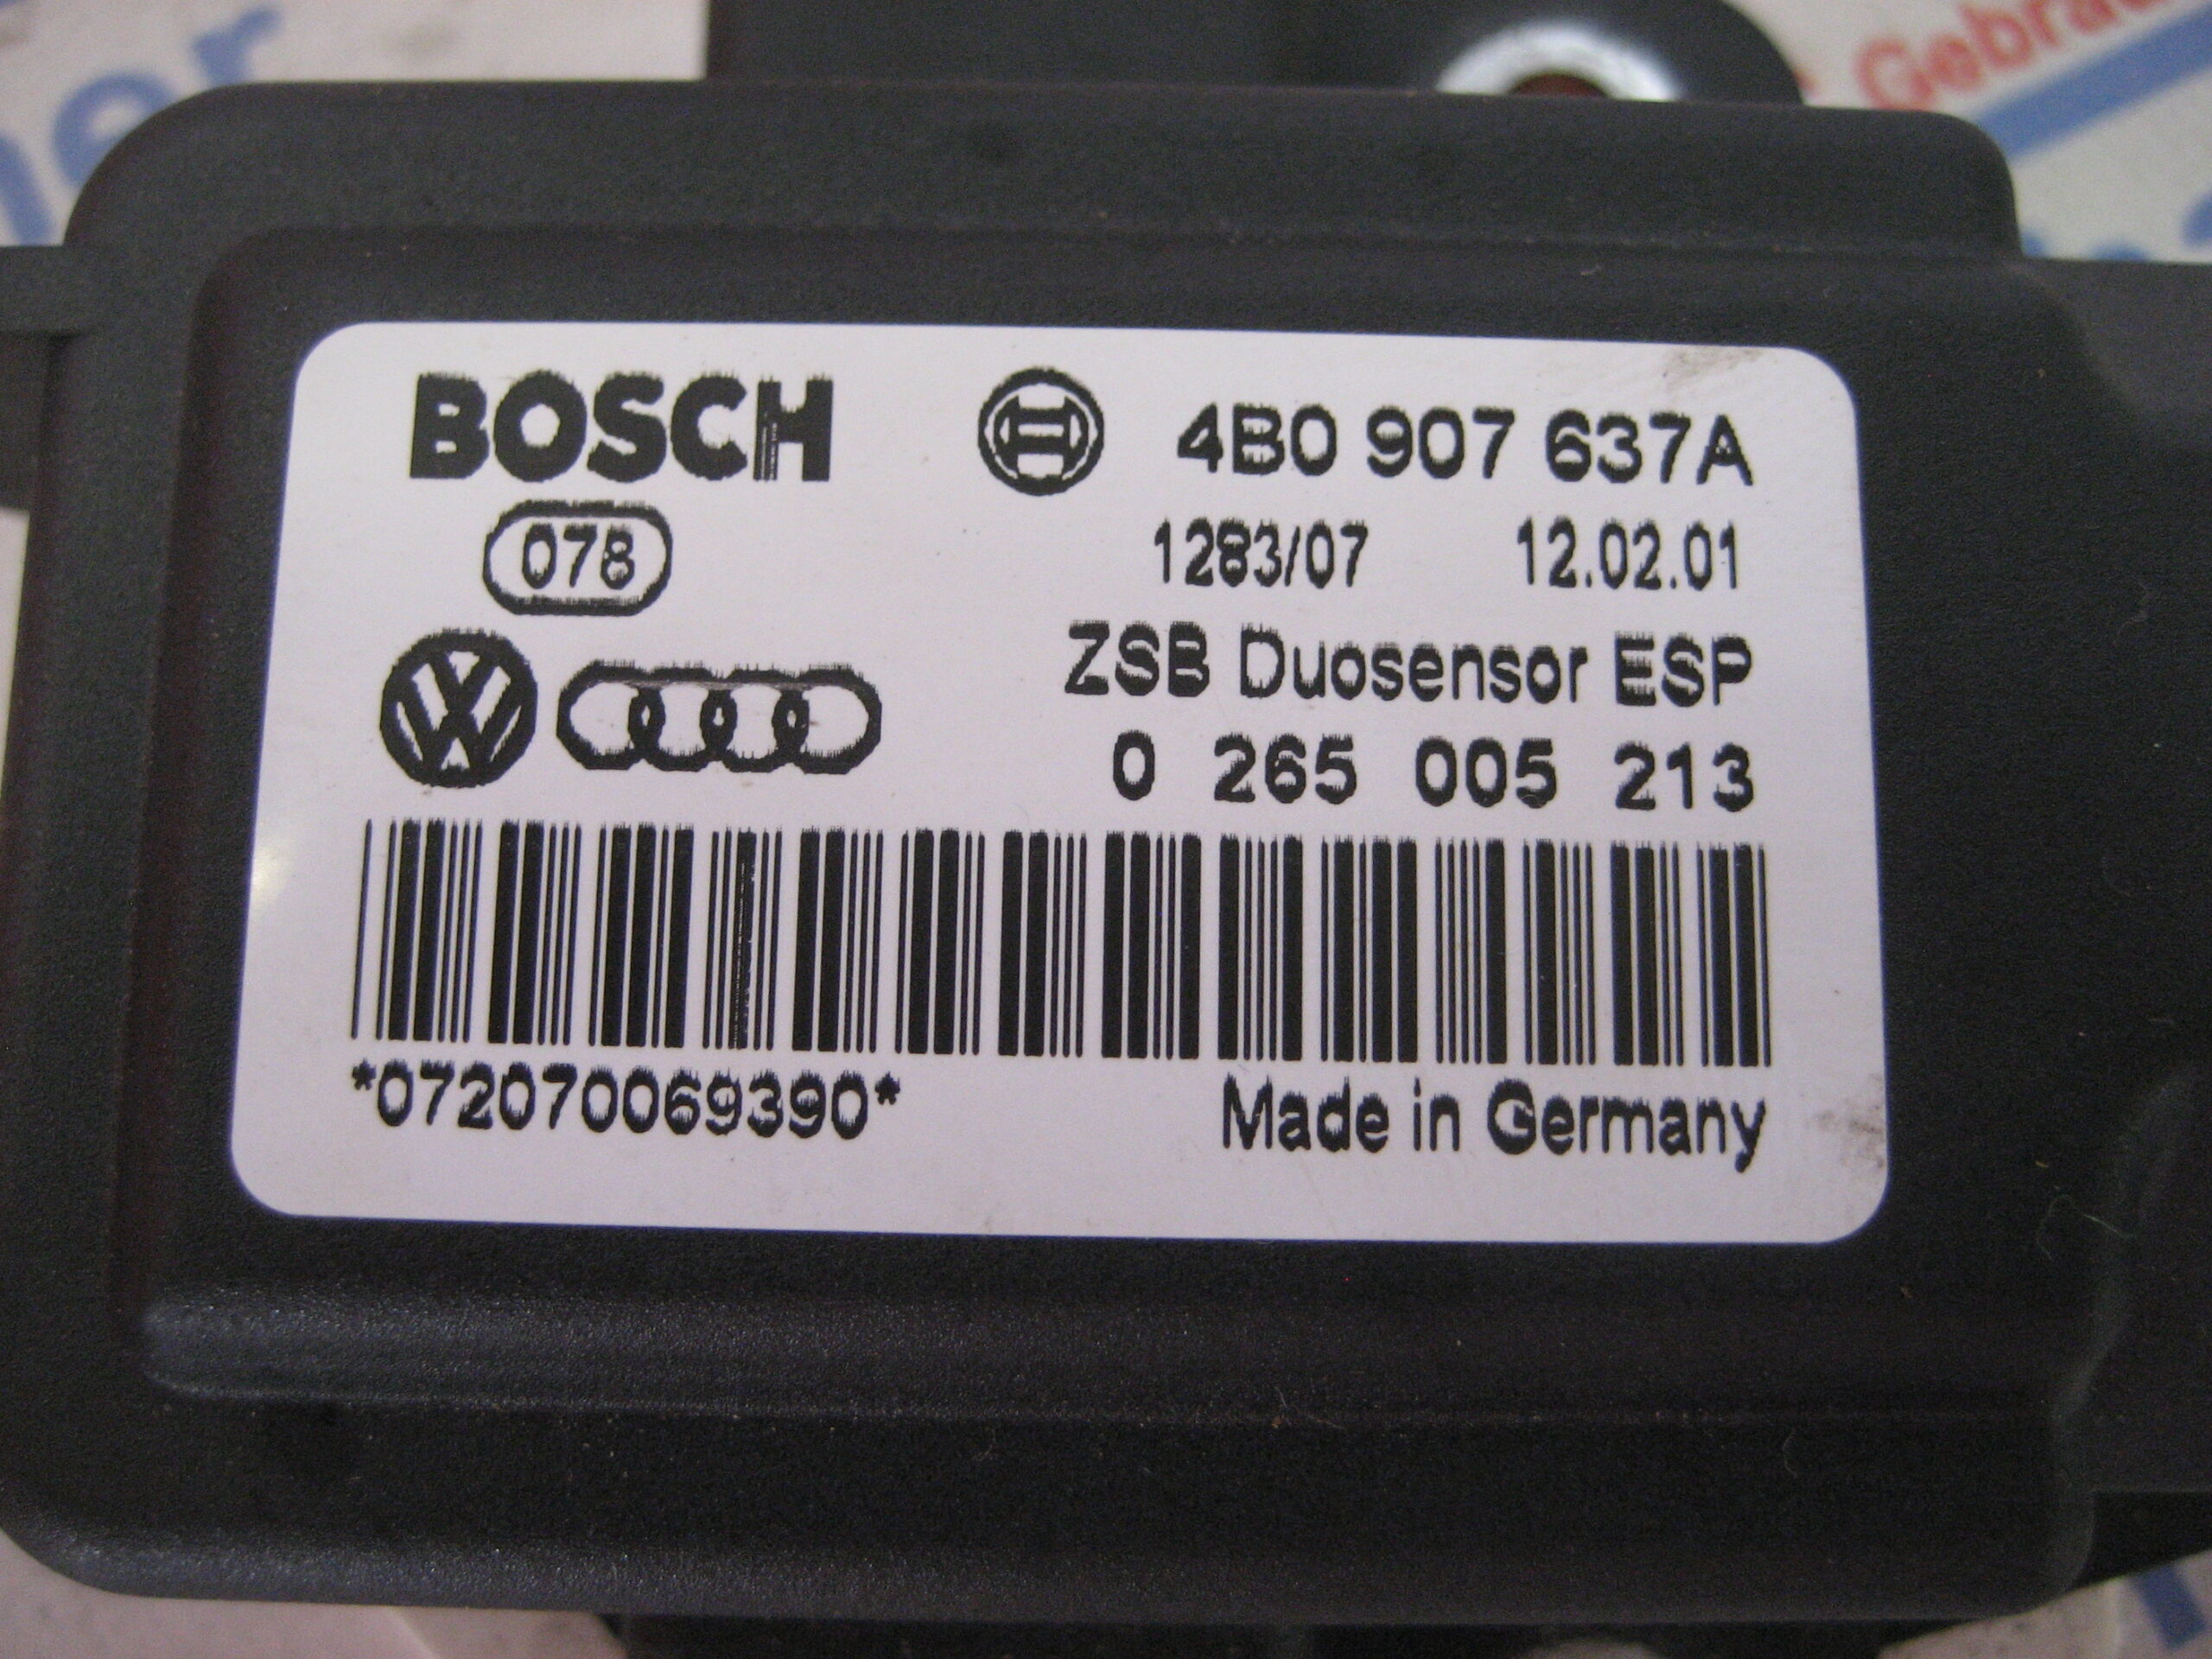 BOSCH 4B0 907 637A
078 1283/07 12.02.01
ZSB Duosensor ESP
0 265 005 213
*072070069390* Made in Germany